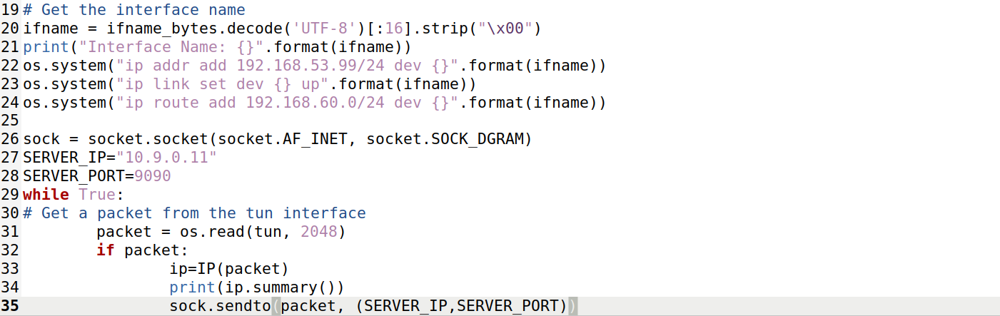 19 # Get the interface name
20 ifname = ifname_bytes.decode('UTF-8')[:16].strip("\x00")
21 print("Interface Name: {}".format(ifname))
22 os.system("ip addr add 192.168.53.99/24 dev {}".format(ifname))
23 os.system("ip link set dev {} up".format(ifname))
24 os.system("ip route add 192.168.60.0/24 dev {}".format(ifname))
25
26 sock = socket.socket(socket.AF_INET, socket.SOCK_DGRAM)
27 SERVER_IP="10.9.0.11"
28 SERVER_PORT=9090
29 while True:
30 # Get a packet from the tun interface
31         packet = os.read(tun, 2048)
32         if packet:
33                 ip=IP(packet)
34                 print(ip.summary())
35                 sock.sendto(packet, (SERVER_IP,SERVER_PORT))